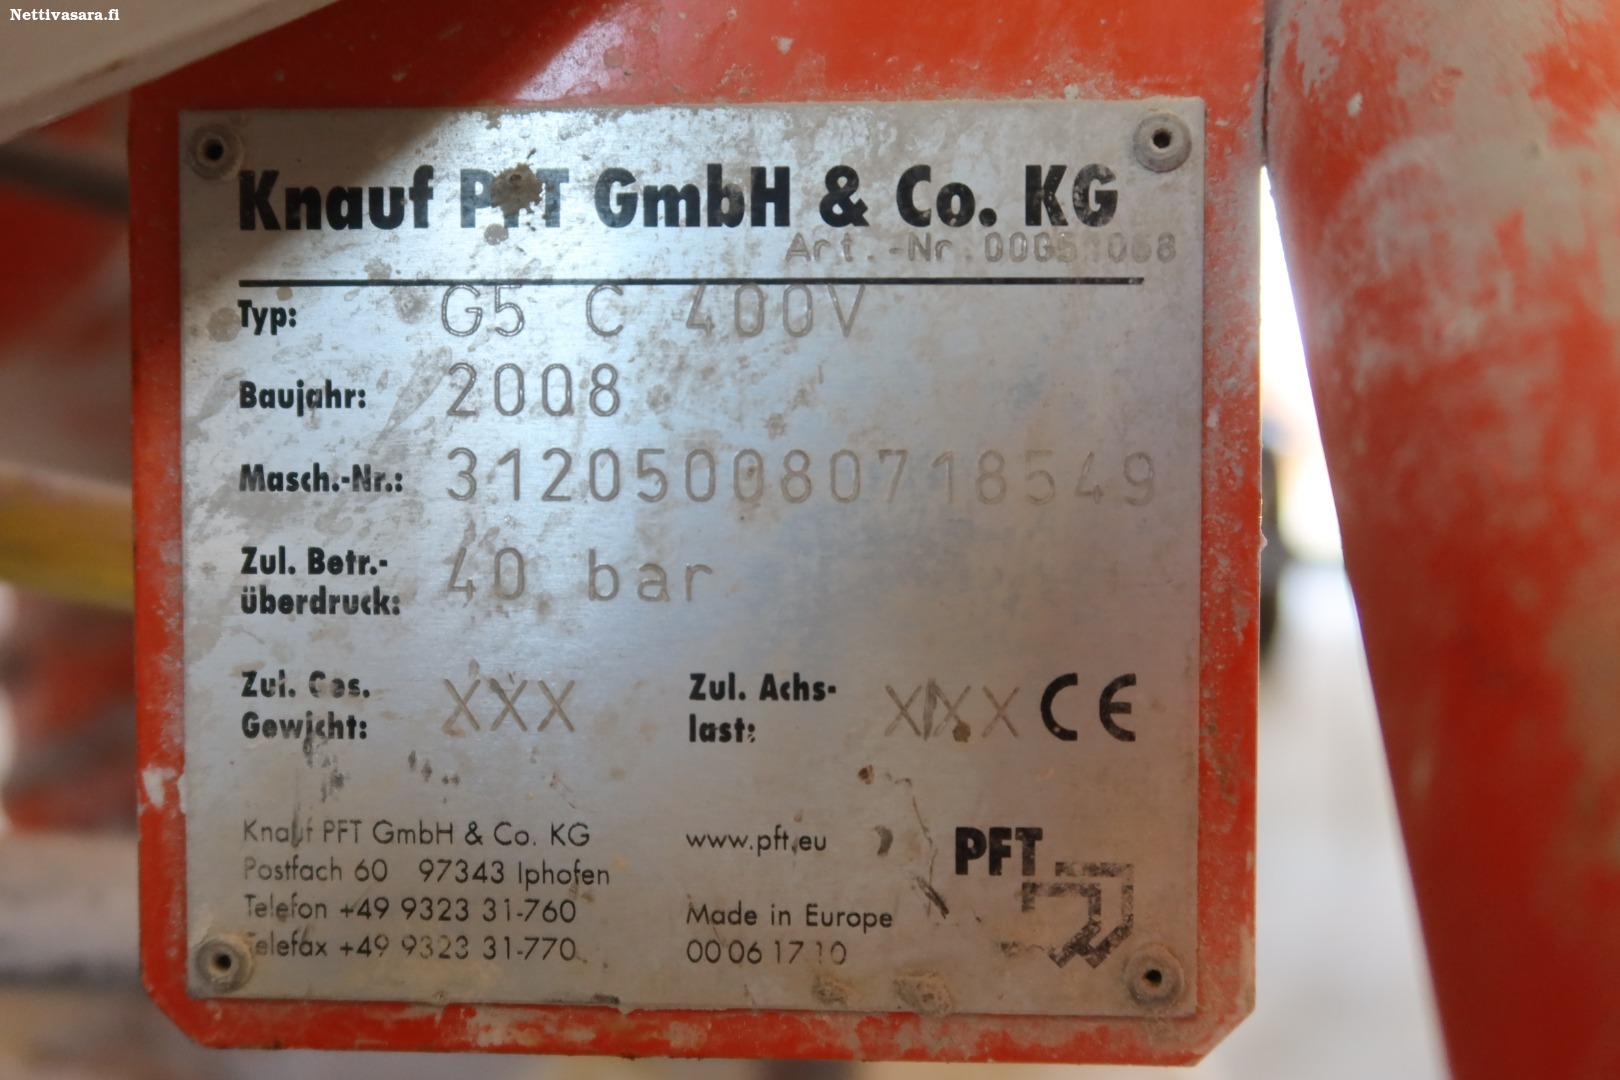 Nettivasara.fi
Knauf PFT GmbH & Co. KG
Art.-Nr.
Typ: G5 C 400V
Baujahr: 2008
Masch.-Nr.: 312050080718549
Zul. Betr.-
überdruck: 40 bar
Zul. Ges.
Gewicht: XXX
Zul. Achs-
last: XXX CE
Knauf PFT GmbH & Co. KG
Postfach 60 97343 Iphofen
Telefon +49 9323 31-760
Telefax +49 9323 31-770
www.pft.eu
Made in Europe
00 06 17 10
PFT